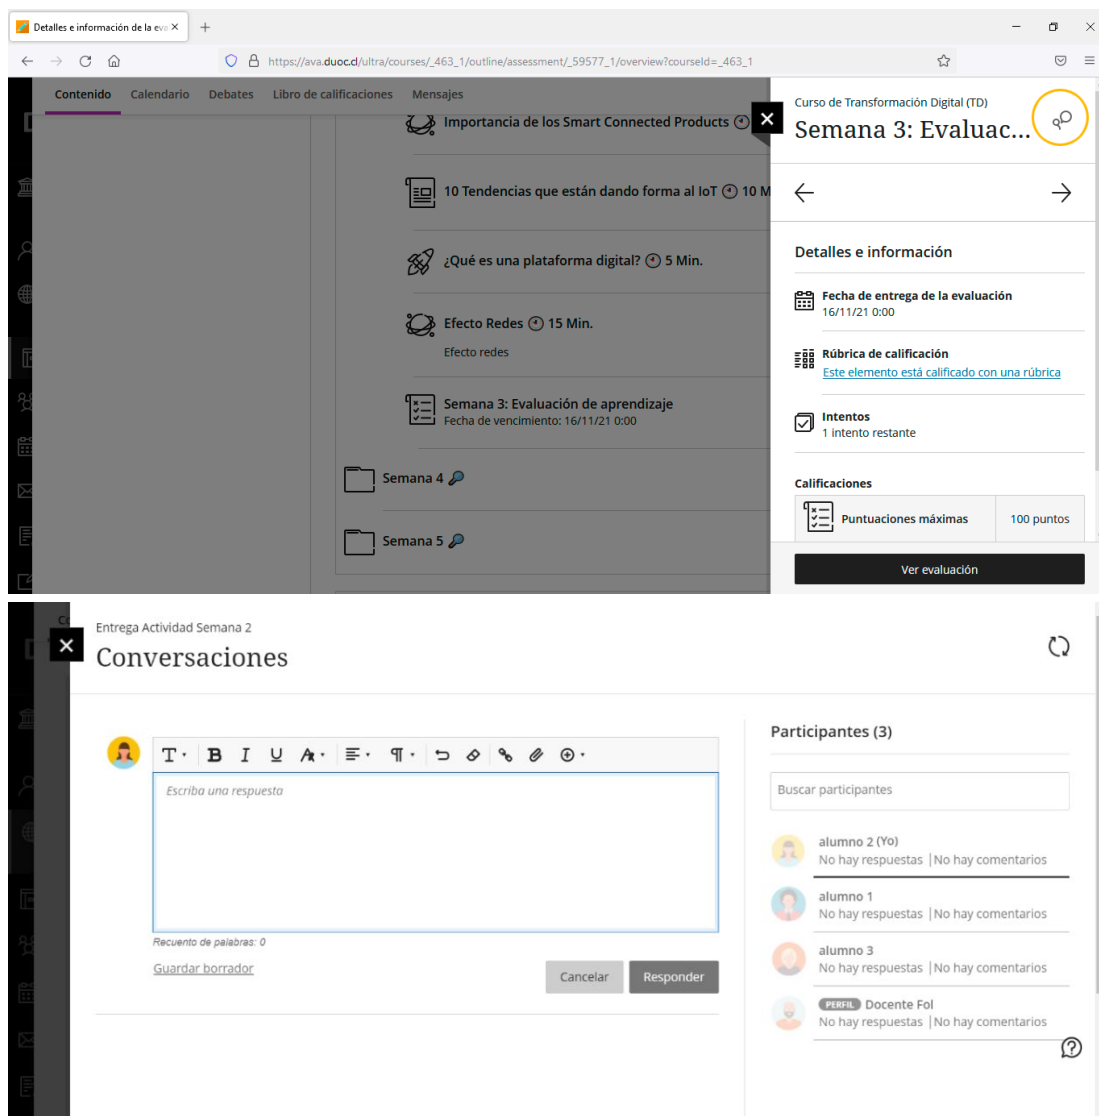 Detalles e información de la eva
https://ava.duoc.cl/ultra/courses/_463_1/outline/assessment/_59577_1/overview?courseId=_463_1
Contenido Calendario Debates Libro de calificaciones Mensajes
Importancia de los Smart Connected Products
10 Tendencias que están dando forma al IoT 10 M
¿Qué es una plataforma digital? 5 Min.
Efecto Redes 15 Min.
Efecto redes
Semana 3: Evaluación de aprendizaje
Fecha de vencimiento: 16/11/21 0:00
Semana 4
Semana 5
Curso de Transformación Digital (TD)
Semana 3: Evaluac...
Detalles e información
Fecha de entrega de la evaluación
16/11/21 0:00
Rúbrica de calificación
Este elemento está calificado con una rúbrica
Intentos
1 intento restante
Calificaciones
Puntuaciones máximas 100 puntos
Ver evaluación
Entrega Actividad Semana 2
Conversaciones
Escriba una respuesta
Recuento de palabras: 0
Guardar borrador
Cancelar Responder
Participantes (3)
Buscar participantes
alumno 2 (Yo)
No hay respuestas |No hay comentarios
alumno 1
No hay respuestas |No hay comentarios
alumno 3
No hay respuestas |No hay comentarios
PERFIL Docente Fol
No hay respuestas |No hay comentarios